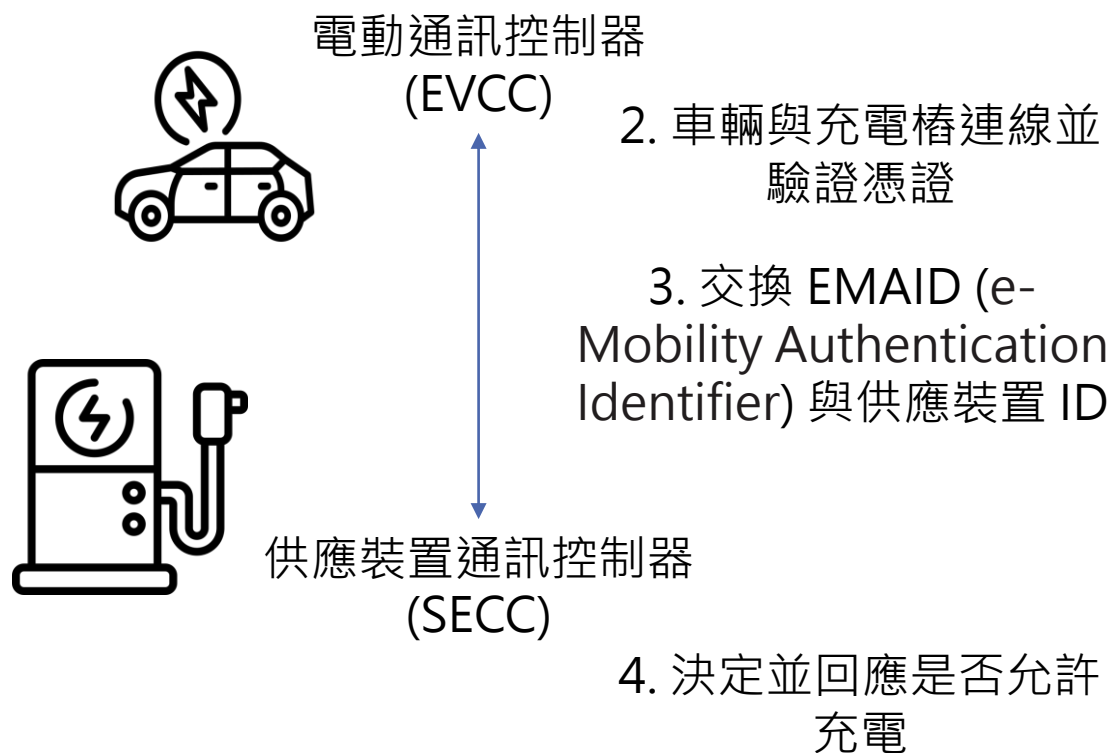 電動通訊控制器
(EVCC)
2. 車輛與充電樁連線並
驗證憑證
3. 交換 EMAID (e-
Mobility Authentication
Identifier) 與供應裝置 ID
供應裝置通訊控制器
(SECC)
4. 決定並回應是否允許
充電